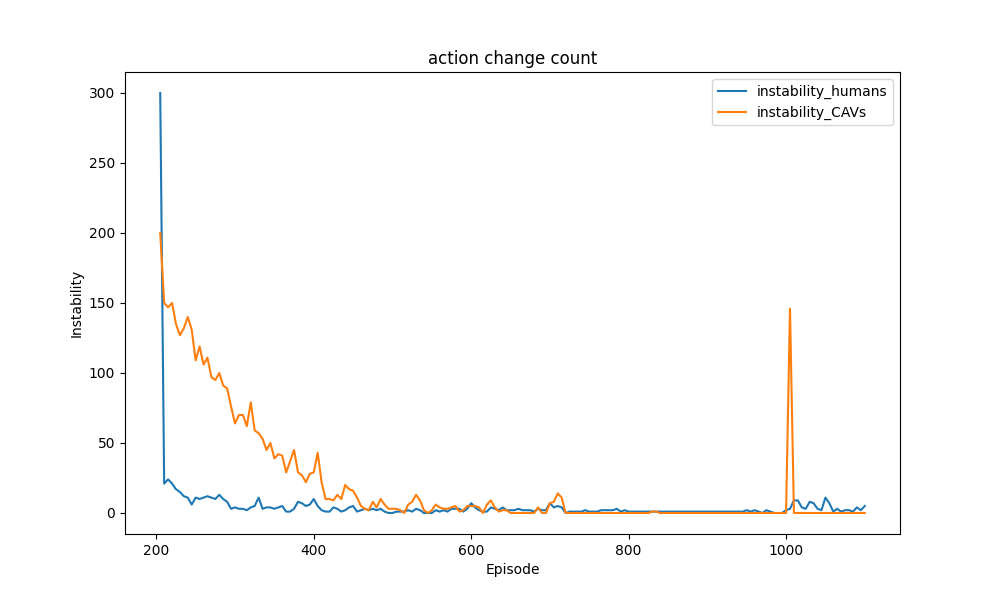 action change count
instability_humans
instability_CAVs
300
250
200
150
100
50
0
Instability
200
400
600
800
1000
Episode